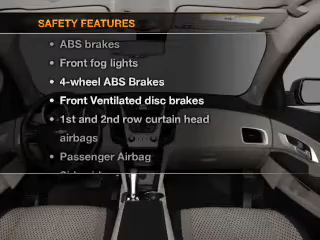 SAFETY FEATURES
• ABS brakes
• Front fog lights
• 4-wheel ABS Brakes
• Front Ventilated disc brakes
• 1st and 2nd row curtain head
airbags
• Passenger Airbag